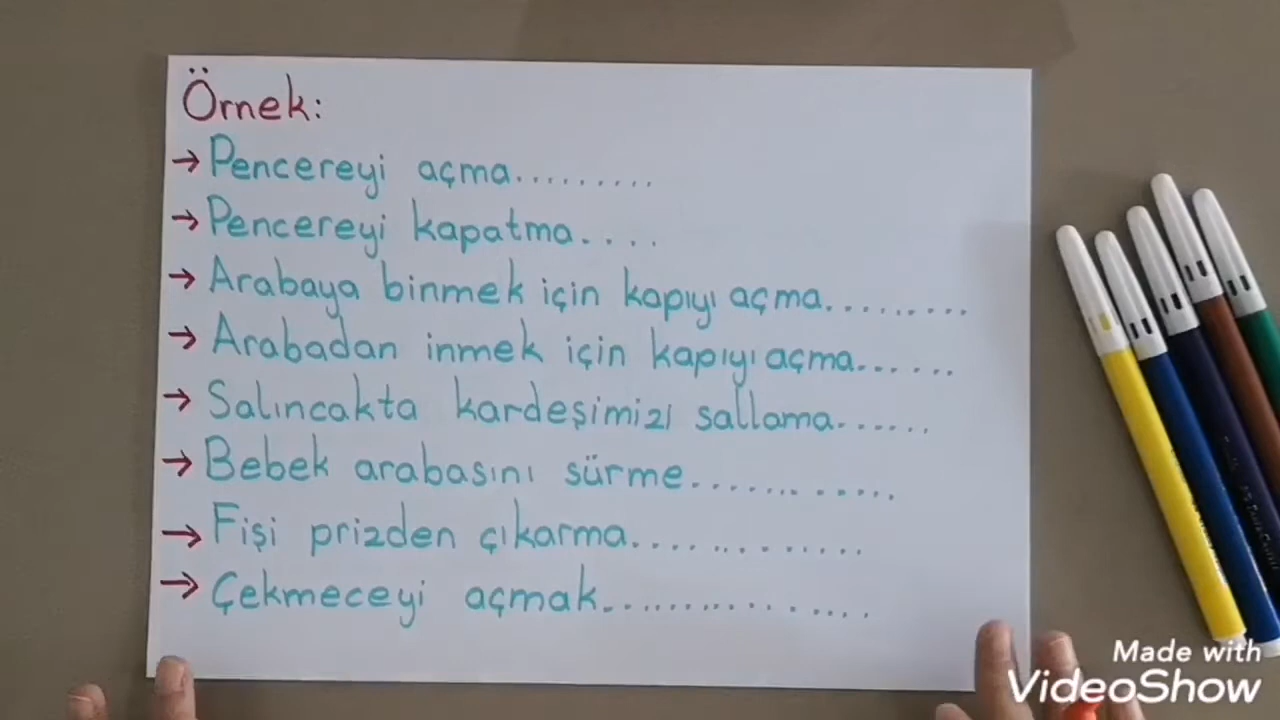 Örnek:
→ Pencereyi açma.........
→ Pencereyi kapatma....
→ Arabaya binmek için kapıyı açma.........
→ Arabadan inmek için kapıyı açma......
→ Salıncakta kardeşimizi sallama......
→ Bebek arabasını sürme............
→ Fişi prizden çıkarma.............
→ Çekmeceyi açmak...............
Made with
VideoShow